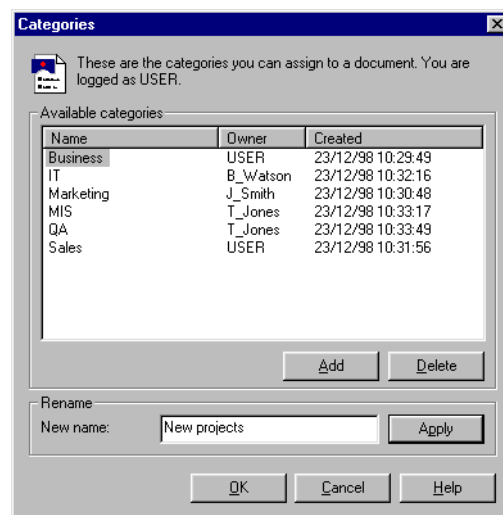 Categories
These are the categories you can assign to a document. You are
logged as USER.
Available categories
Name Owner Created
Business USER 23/12/98 10:29:49
IT B_Watson 23/12/98 10:32:16
Marketing J_Smith 23/12/98 10:30:48
MIS T_Jones 23/12/98 10:33:17
QA T_Jones 23/12/98 10:33:49
Sales USER 23/12/98 10:31:56
Add Delete
Rename
New name: New projects Apply
OK Cancel Help